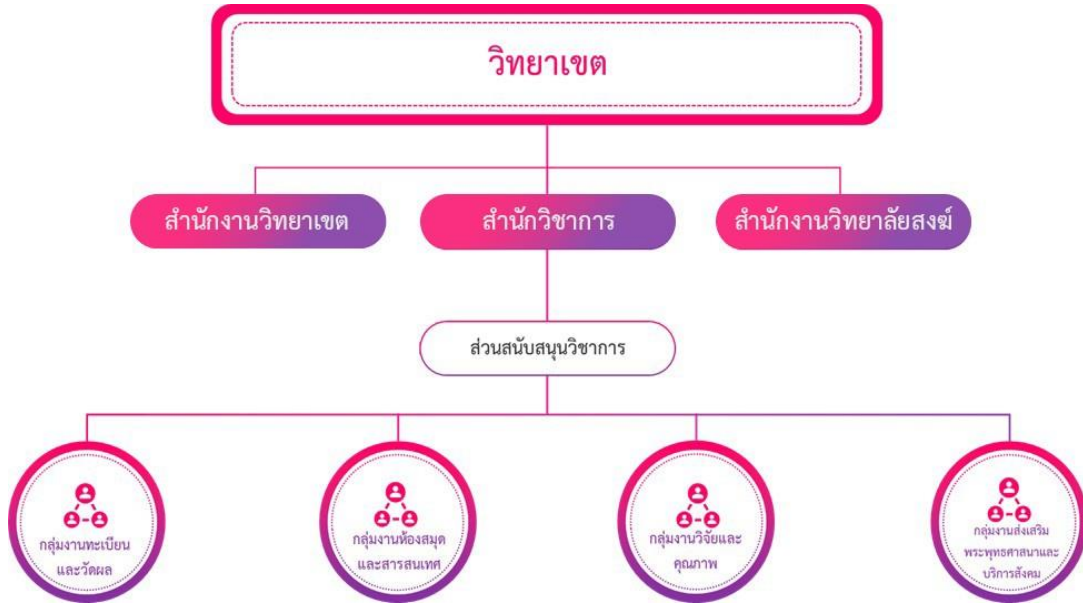 วิทยาเขต
สำนักงานวิทยาเขต
สำนักวิชาการ
สำนักงานวิทยาลัยสงฆ์
ส่วนสนับสนุนวิชาการ
กลุ่มงานทะเบียน
และวัดผล
กลุ่มงานห้องสมุด
และสารสนเทศ
กลุ่มงานวิจัยและ
คุณภาพ
กลุ่มงานส่งเสริม
พระพุทธศาสนาและ
บริการสังคม